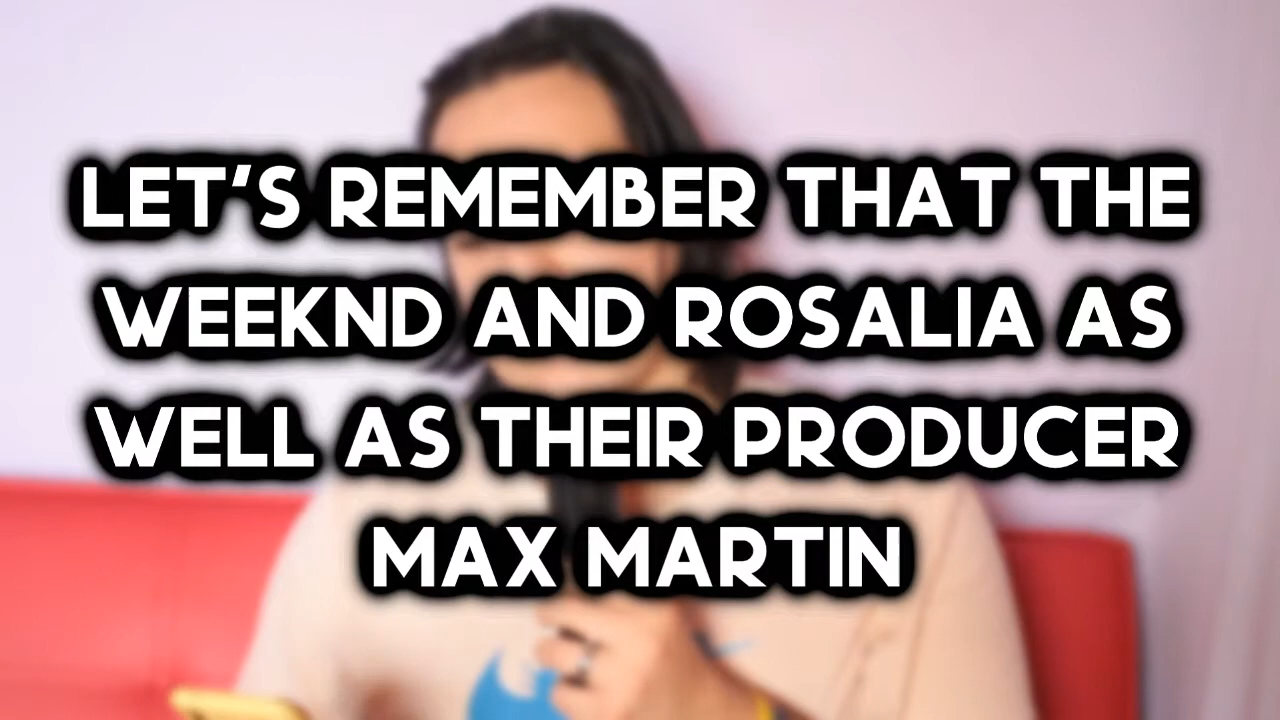 LET'S REMEMBER THAT THE
WEEKND AND ROSALIA AS
WELL AS THEIR PRODUCER
MAX MARTIN